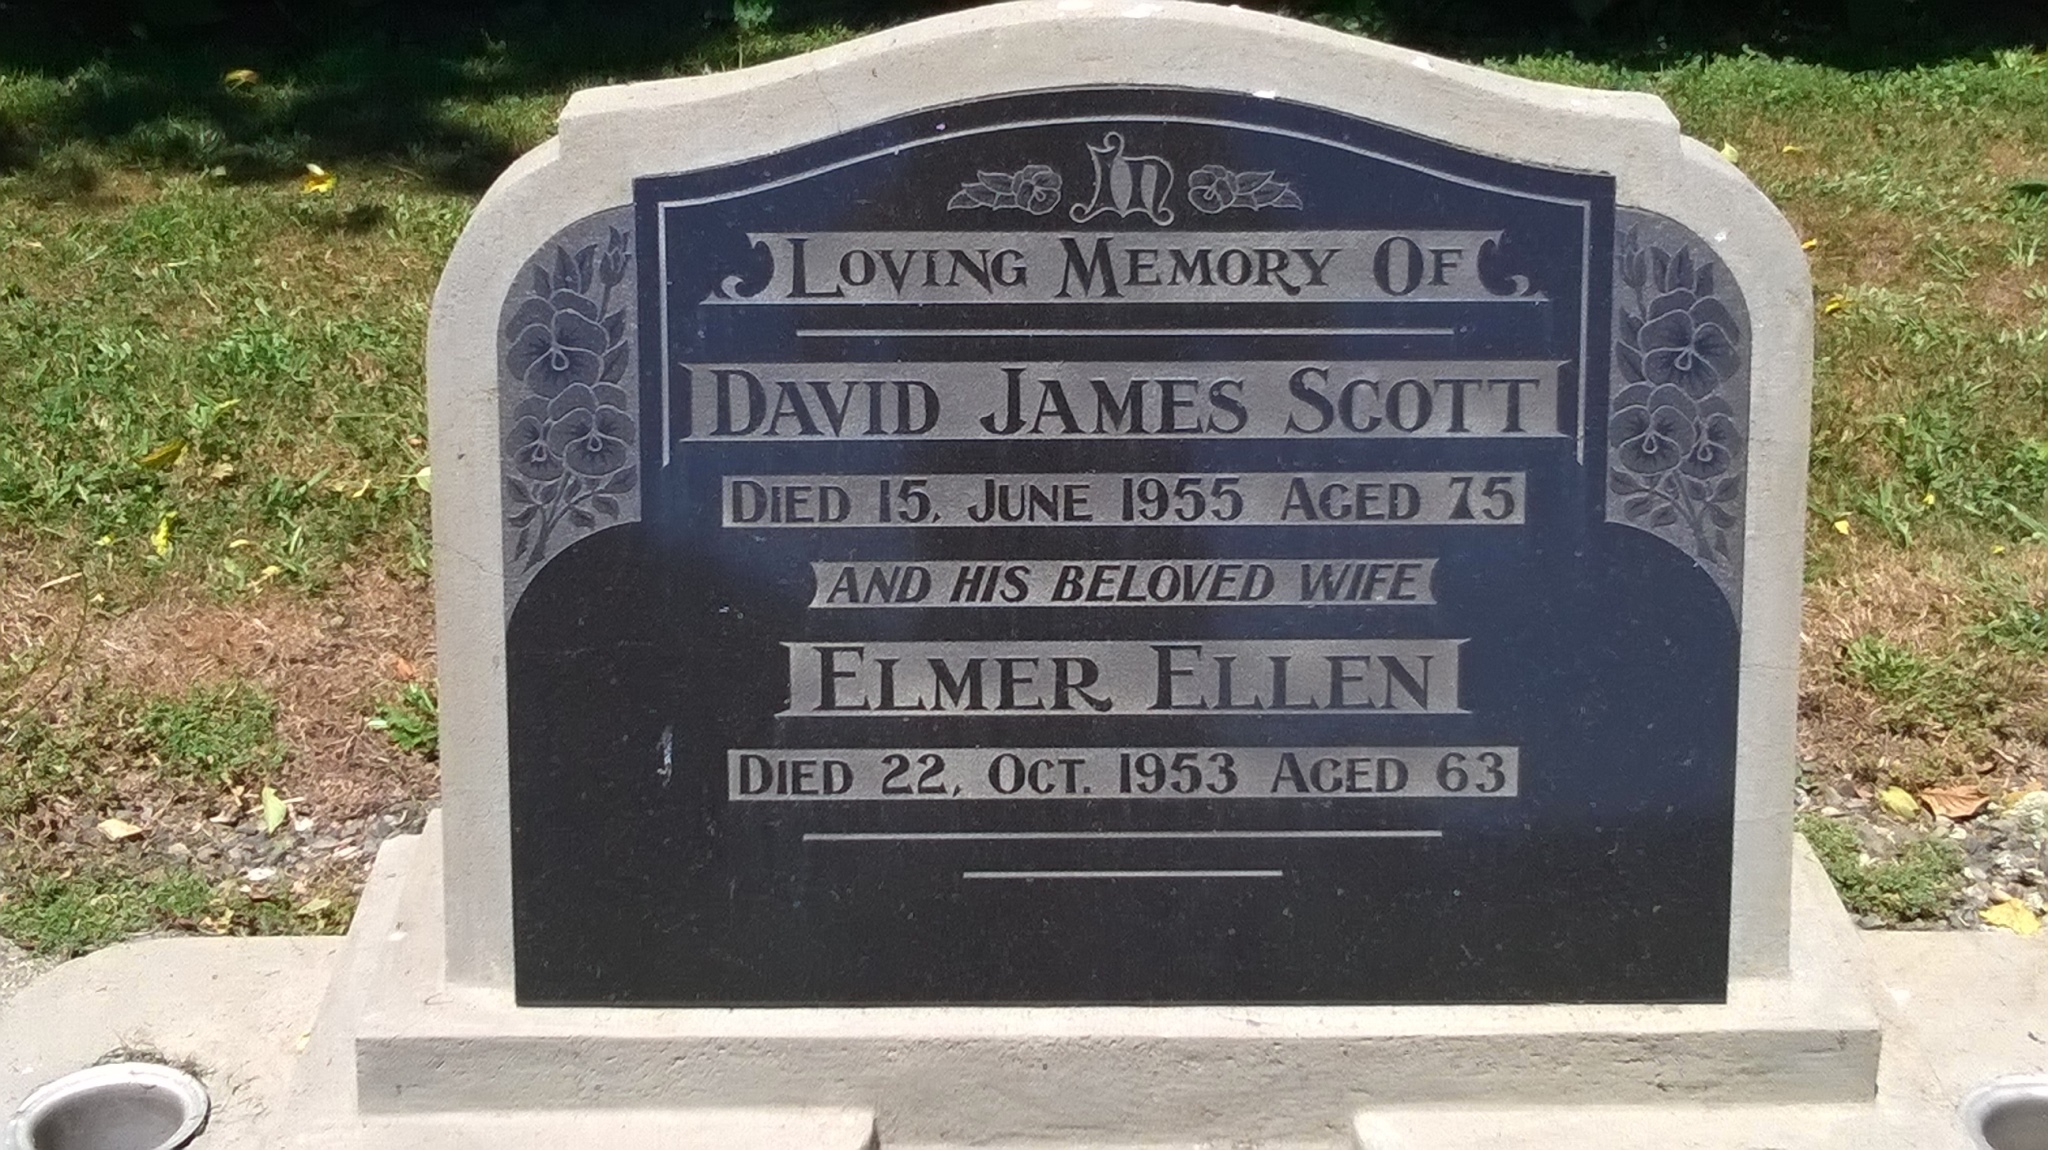 In
Loving Memory Of
David James Scott
Died 15, June 1955 Aged 75
AND HIS BELOVED WIFE
Elmer Ellen
Died 22, Oct. 1953 Aged 63